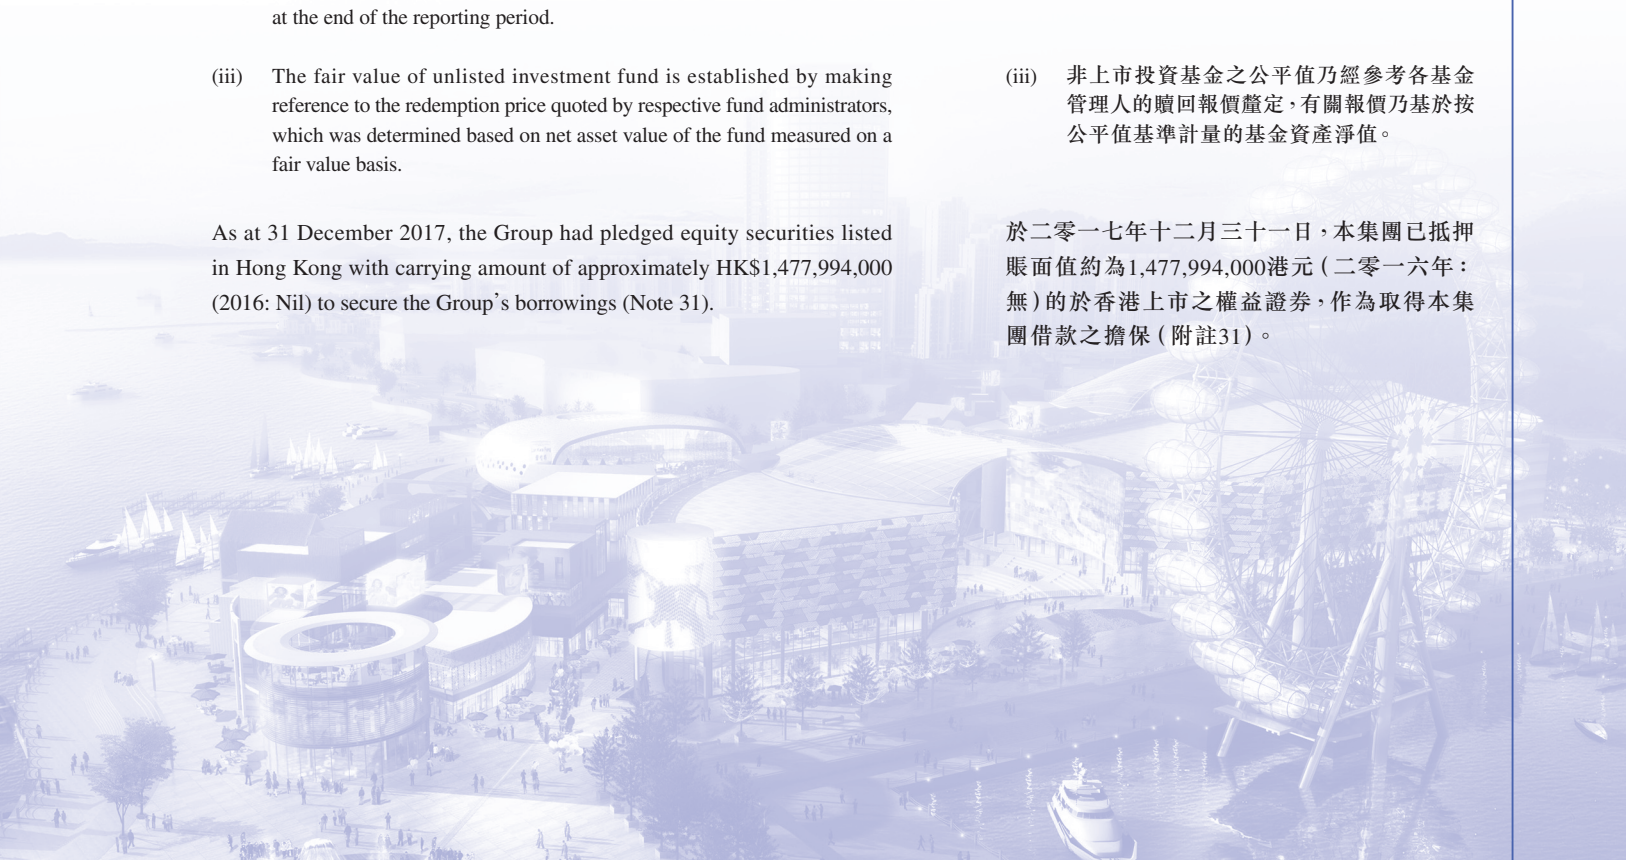 at the end of the reporting period.
(iii) The fair value of unlisted investment fund is established by making
reference to the redemption price quoted by respective fund administrators,
which was determined based on net asset value of the fund measured on a
fair value basis.
As at 31 December 2017, the Group had pledged equity securities listed
in Hong Kong with carrying amount of approximately HK$1,477,994,000
(2016: Nil) to secure the Group’s borrowings (Note 31).
(iii) 非上市投資基金之公平值乃經參考各基金
管理人的贖回報價釐定，有關報價乃基於按
公平值基準計量的基金資產淨值。
於二零一七年十二月三十一日，本集團已抵押
賬面值約為1,477,994,000港元（二零一六年：
無）的於香港上市之權益證券，作為取得本集
團借款之擔保（附註31）。